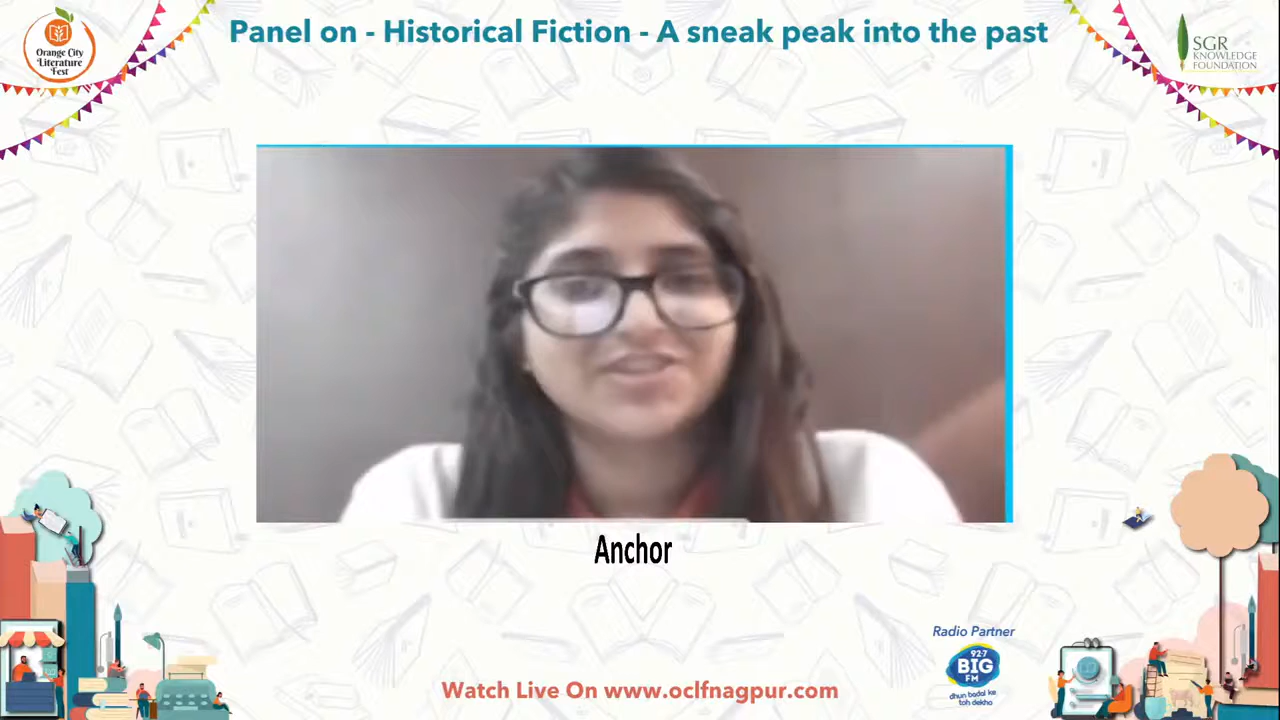 Panel on - Historical Fiction - A sneak peak into the past
Orange City
Literature
Fest
SGR
KNOWLEDGE
FOUNDATION
Anchor
Radio Partner
92.7
BIG
FM
dhun badal ke
toh dekho
Watch Live On www.oclfnagpur.com